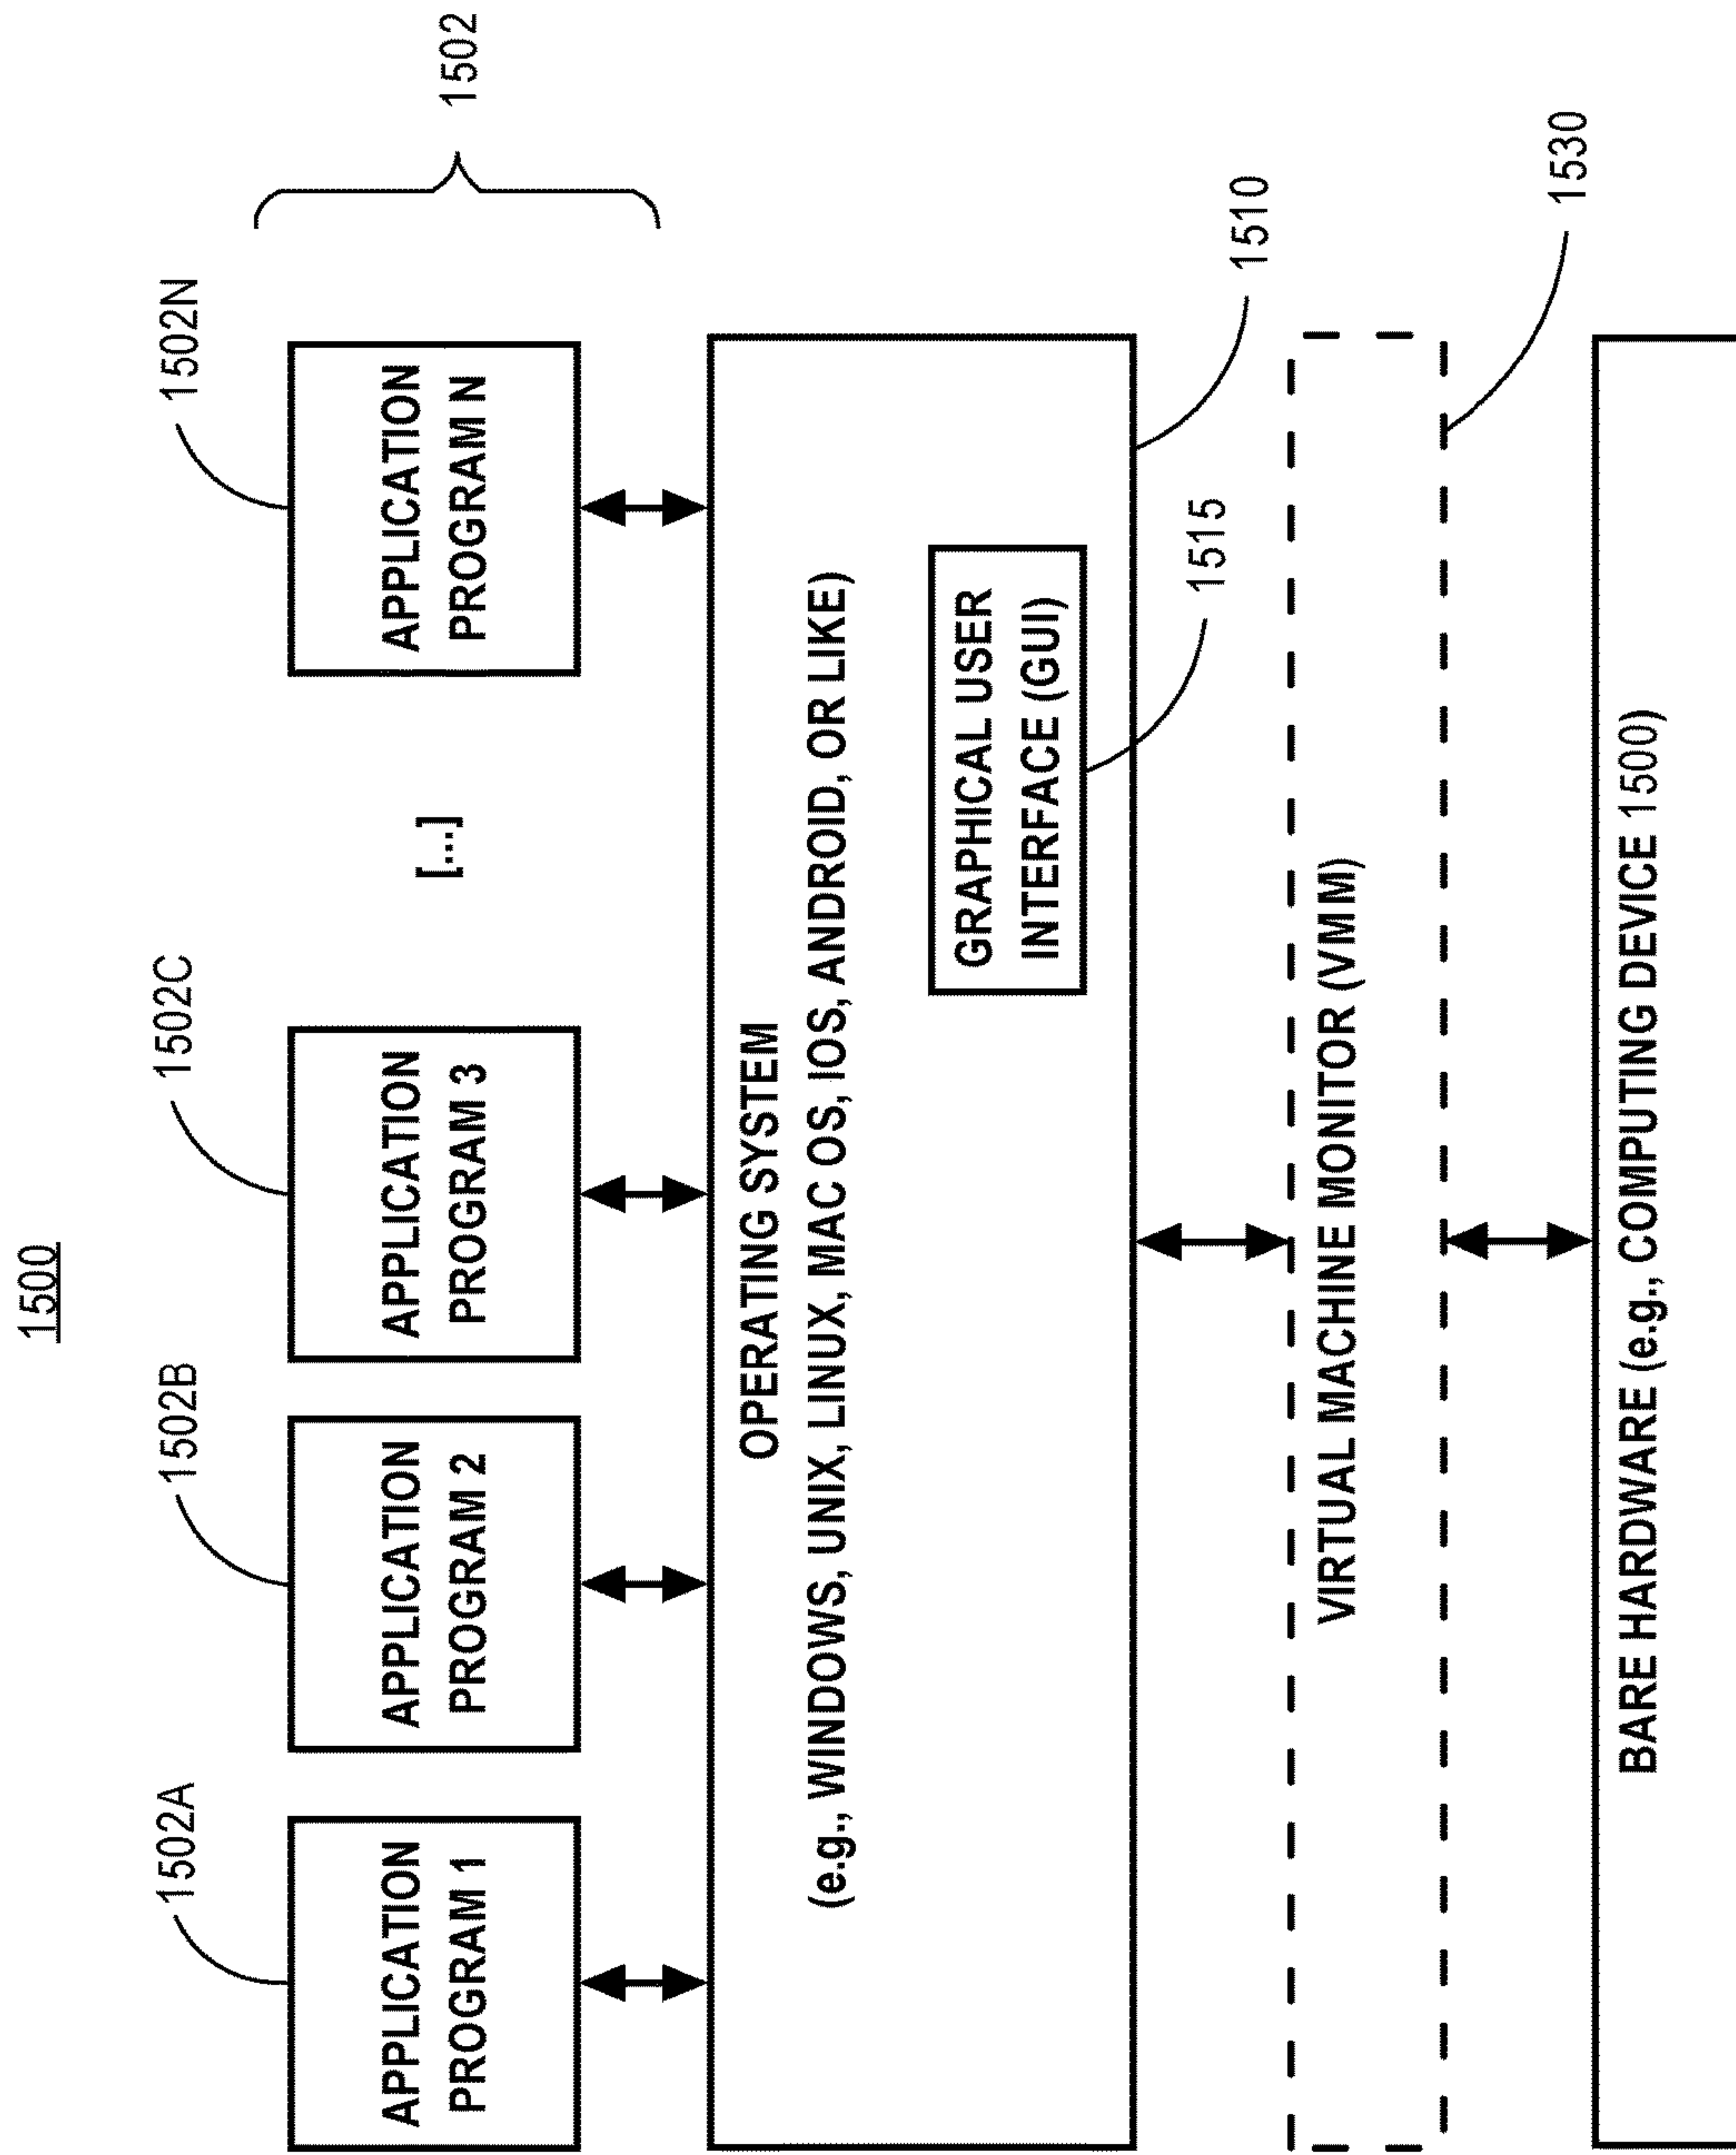 1500
1502A
1502B
1502C
1502N
APPLICATION
PROGRAM 1
APPLICATION
PROGRAM 2
APPLICATION
PROGRAM 3
[...]
APPLICATION
PROGRAM N
1502
OPERATING SYSTEM
(e.g., WINDOWS, UNIX, LINUX, MAC OS, IOS, ANDROID, OR LIKE)
GRAPHICAL USER
INTERFACE (GUI)
1515
1510
VIRTUAL MACHINE MONITOR (VMM)
1530
BARE HARDWARE (e.g., COMPUTING DEVICE 1500)